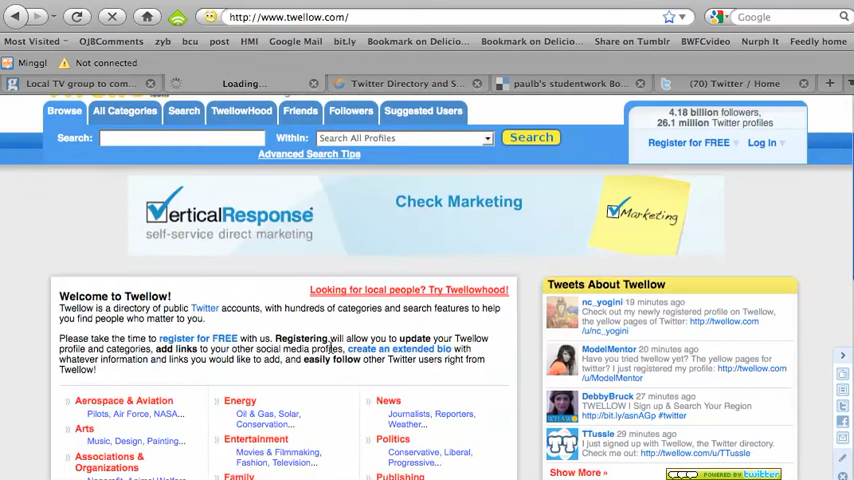 http://www.twellow.com/
Google
Most Visited
OJBComments
zyb
bcu
post
HMI
Google Mail
bit.ly
Bookmark on Delicio...
Bookmark on Delicio...
Share on Tumblr
BWFCvideo
Nurph It
Feedly home
Minggl
Not connected
Local TV group to com...
Loading...
Twitter Directory and S...
paulb's studentwork Bo...
(70) Twitter / Home
Browse
All Categories
Search
TwellowHood
Friends
Followers
Suggested Users
4.18 billion followers,
26.1 million Twitter profiles
Register for FREE
Log In
Search:
Within:
Search All Profiles
Search
Advanced Search Tips
VerticalResponse
self-service direct marketing
Check Marketing
Marketing
Looking for local people? Try Twellowhood!
Welcome to Twellow!
Twellow is a directory of public Twitter accounts, with hundreds of categories and search features to help
you find people who matter to you.
Please take the time to register for FREE with us. Registering will allow you to update your Twellow
profile and categories, add links to your other social media profiles, create an extended bio with
whatever information and links you would like to add, and easily follow other Twitter users right from
Twellow!
Aerospace & Aviation
Pilots, Air Force, NASA...
Arts
Music, Design, Painting...
Associations &
Organizations
Nonprofit, Animal Welfare
Energy
Oil & Gas, Solar,
Conservation...
Entertainment
Movies & Filmmaking,
Fashion, Television...
Family
News
Journalists, Reporters,
Weather...
Politics
Conservative, Liberal,
Progressive...
Publishing
Tweets About Twellow
nc_yogini 19 minutes ago
Check out my newly registered profile on Twellow,
the yellow pages of Twitter: http://twellow.com
/u/nc_yogini
ModelMentor 27 minutes ago
Have you tried twellow yet? The yellow pages for
twitter? I just registered my profile: http://twellow.com
/u/ModelMentor
DebbyBruck 27 minutes ago
TWELLOW I Sign up & Search Your Region
http://bit.ly/asnAGp #twitter
TTussle 29 minutes ago
I just signed up with Twellow, the Twitter directory.
Check me out: http://twellow.com/u/TTussle
Show More »
POWERED BY twitter